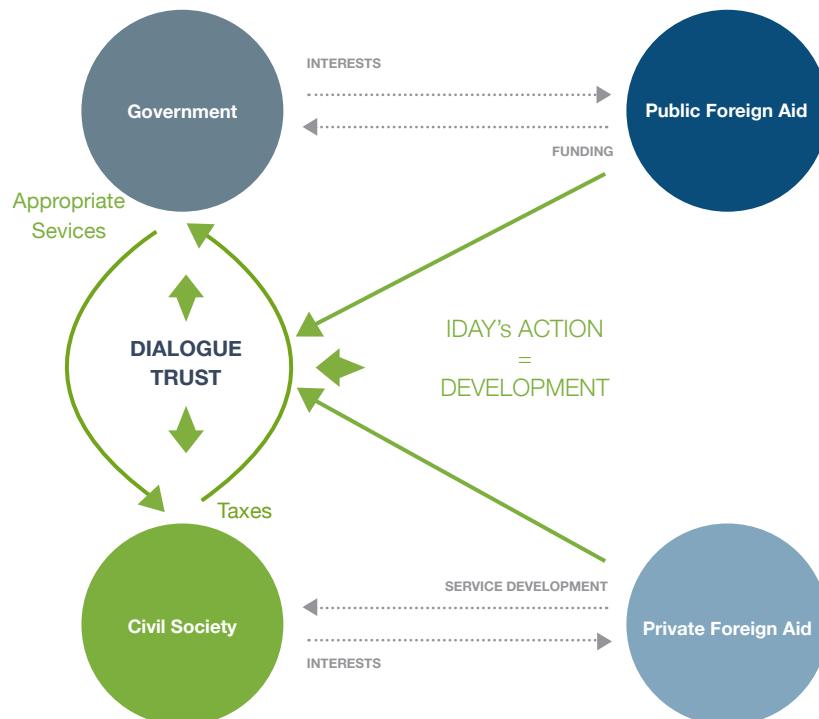 INTERESTS
Government
Public Foreign Aid
FUNDING
Appropriate
Sevices
DIALOGUE
TRUST
IDAY's ACTION
=
DEVELOPMENT
Taxes
SERVICE DEVELOPMENT
Civil Society
Private Foreign Aid
INTERESTS